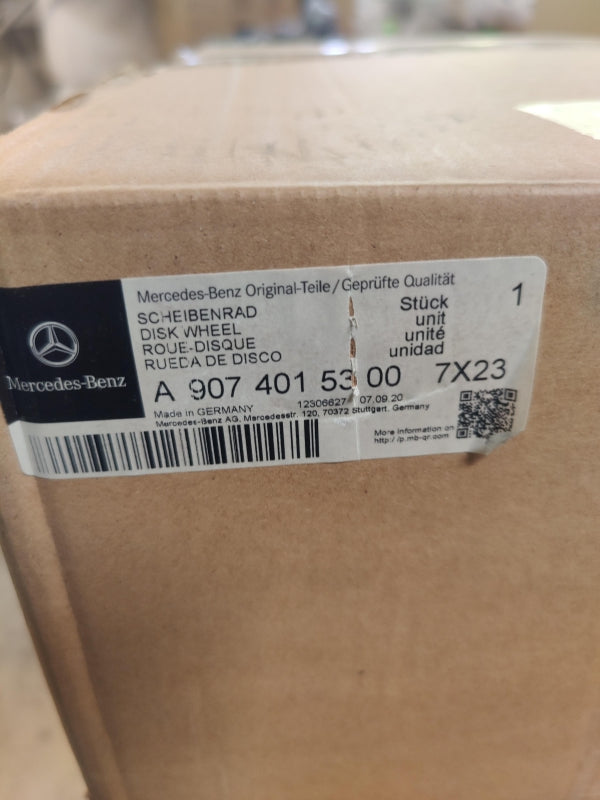 Mercedes-Benz Original-Teile/Geprüfte Qualität
SCHEIBENRAD
DISK WHEEL
ROUE-DISQUE
RUEDA DE DISCO
Stück
unit
unité
unidad
1
Mercedes-Benz
A 907 401 53 00 7X23
Made in GERMANY 12306627 07.09.20
Mercedes-Benz AG, Mercedesstr. 120, 70372 Stuttgart, Germany
More information on
http://p.mb-qr.com